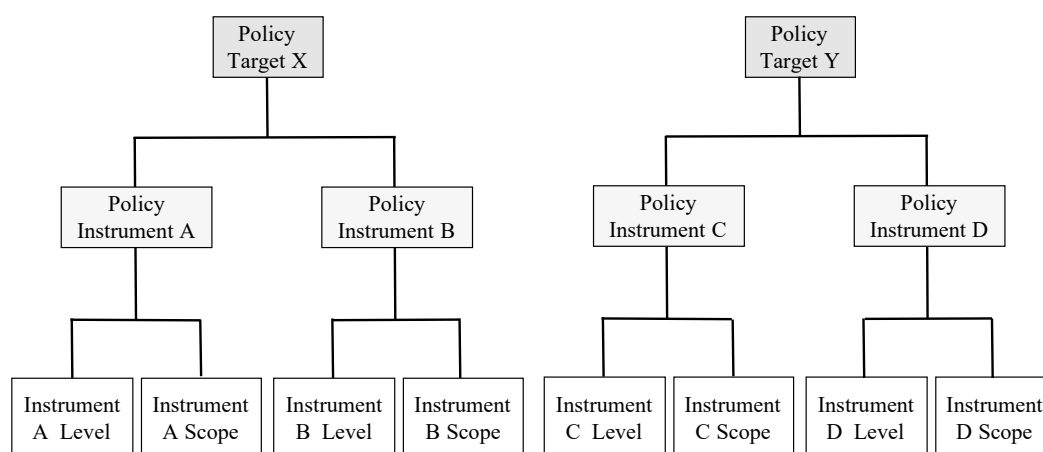 Policy
Target X
Policy
Target Y
Policy
Instrument A
Policy
Instrument B
Policy
Instrument C
Policy
Instrument D
Instrument
A Level
Instrument
A Scope
Instrument
B Level
Instrument
B Scope
Instrument
C Level
Instrument
C Scope
Instrument
D Level
Instrument
D Scope